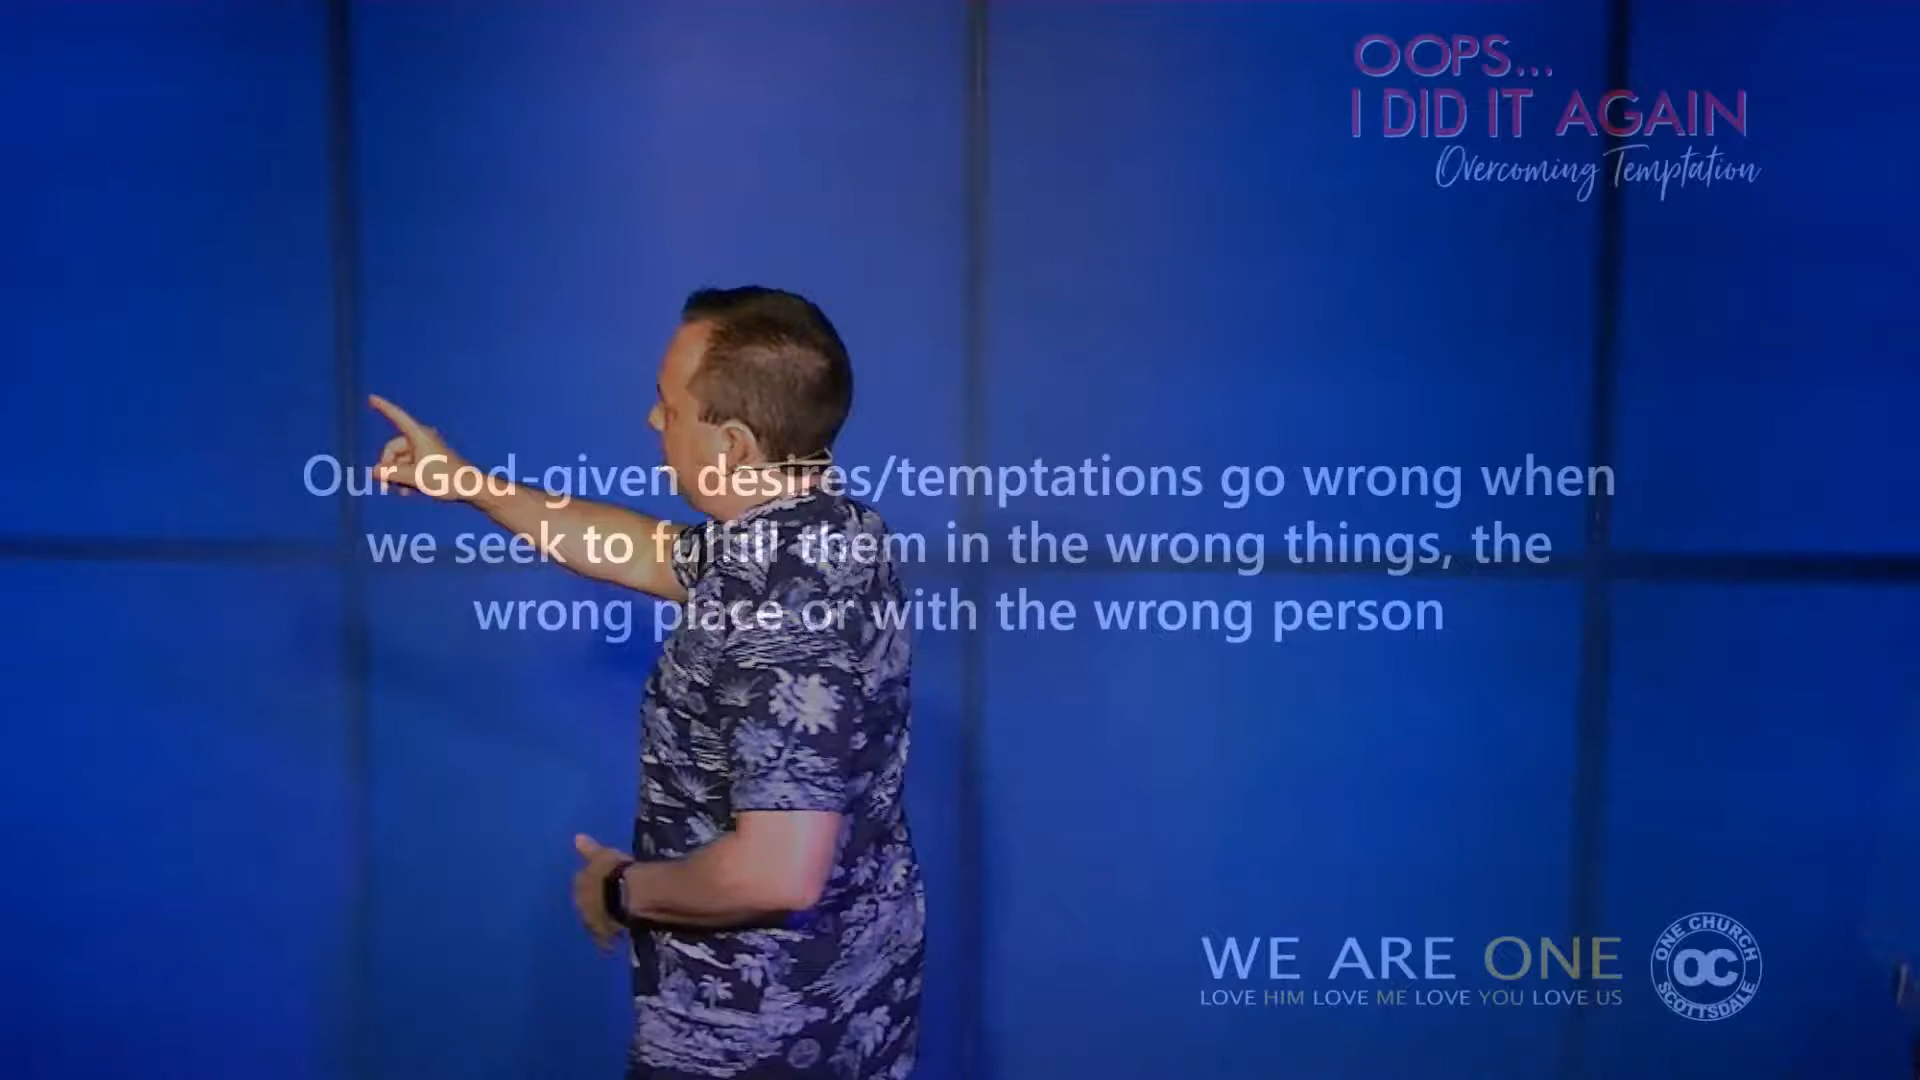 OOPS...
I DID IT AGAIN
Overcoming Temptation
Our God-given desires/temptations go wrong when
we seek to fulfill them in the wrong things, the
wrong place or with the wrong person
WE ARE ONE
LOVE HIM LOVE ME LOVE YOU LOVE US
ONE CHURCH
OC
SCOTTSDALE